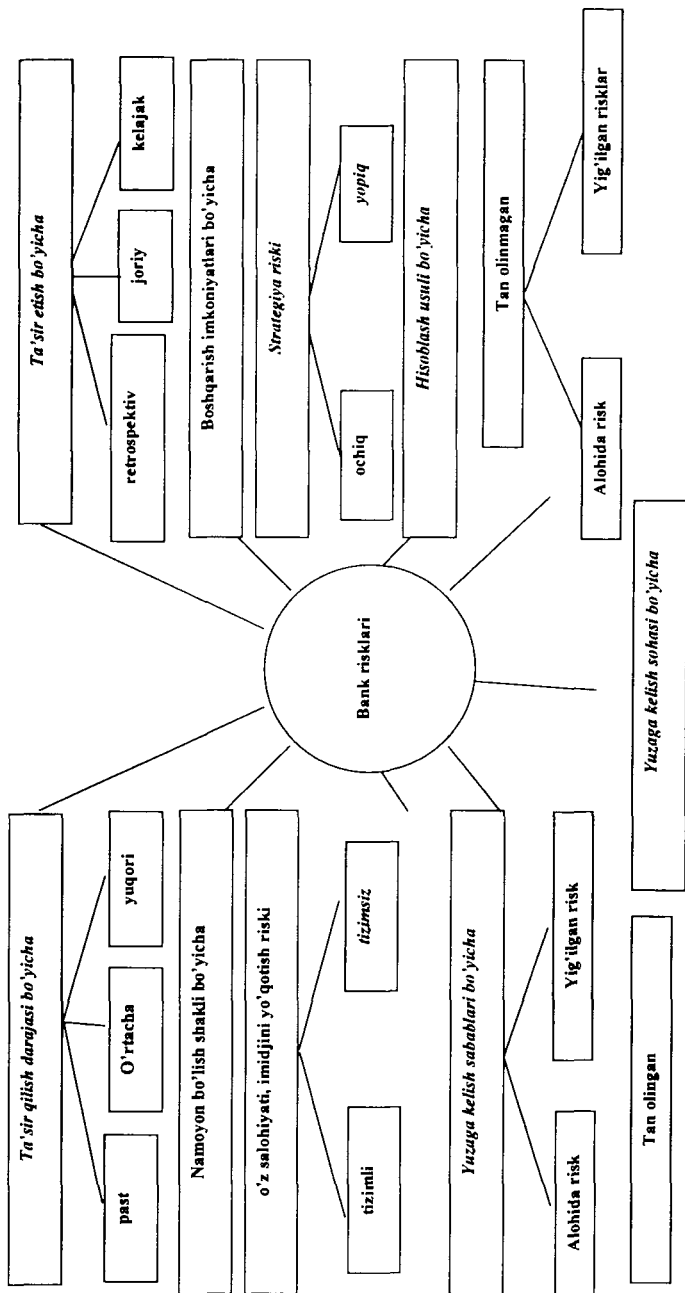 Ta'sir qilish darajasi bo'yicha
past
O'rtacha
yuqori
Namoyon bo'lish shakli bo'yicha
o'z salohiyati, imidjini yo'qotish riski
tizimli
tizimsiz
Yuzaga kelish sabablari bo'yicha
Alohida risk
Yig'ilgan risk
Tan olingan
Bank risklari
Yuzaga kelish sohasi bo'yicha
Ta'sir etish bo'yicha
retrospektiv
joriy
kelajak
Boshqarish imkoniyatlari bo'yicha
Strategiya riski
ochiq
yopiq
Hisoblash usuli bo'yicha
Tan olinmagan
Alohida risk
Yig'ilgan risklar